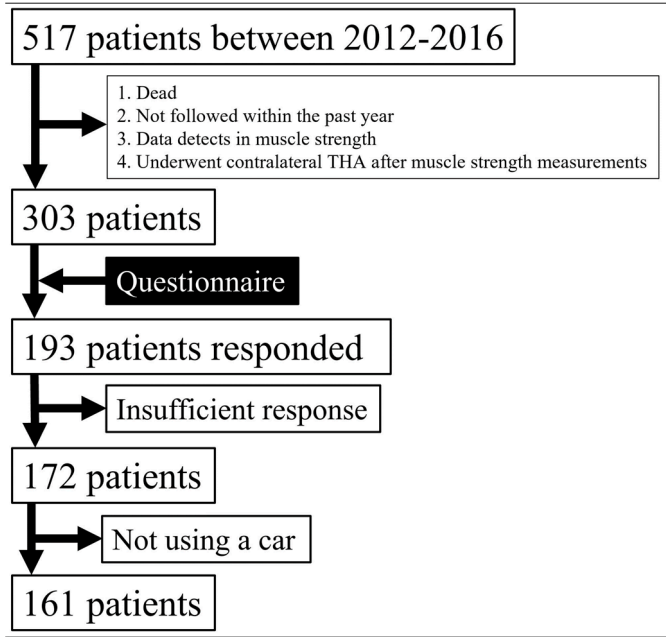 517 patients between 2012-2016
1. Dead
2. Not followed within the past year
3. Data detects in muscle strength
4. Underwent contralateral THA after muscle strength measurements
303 patients
Questionnaire
193 patients responded
Insufficient response
172 patients
Not using a car
161 patients